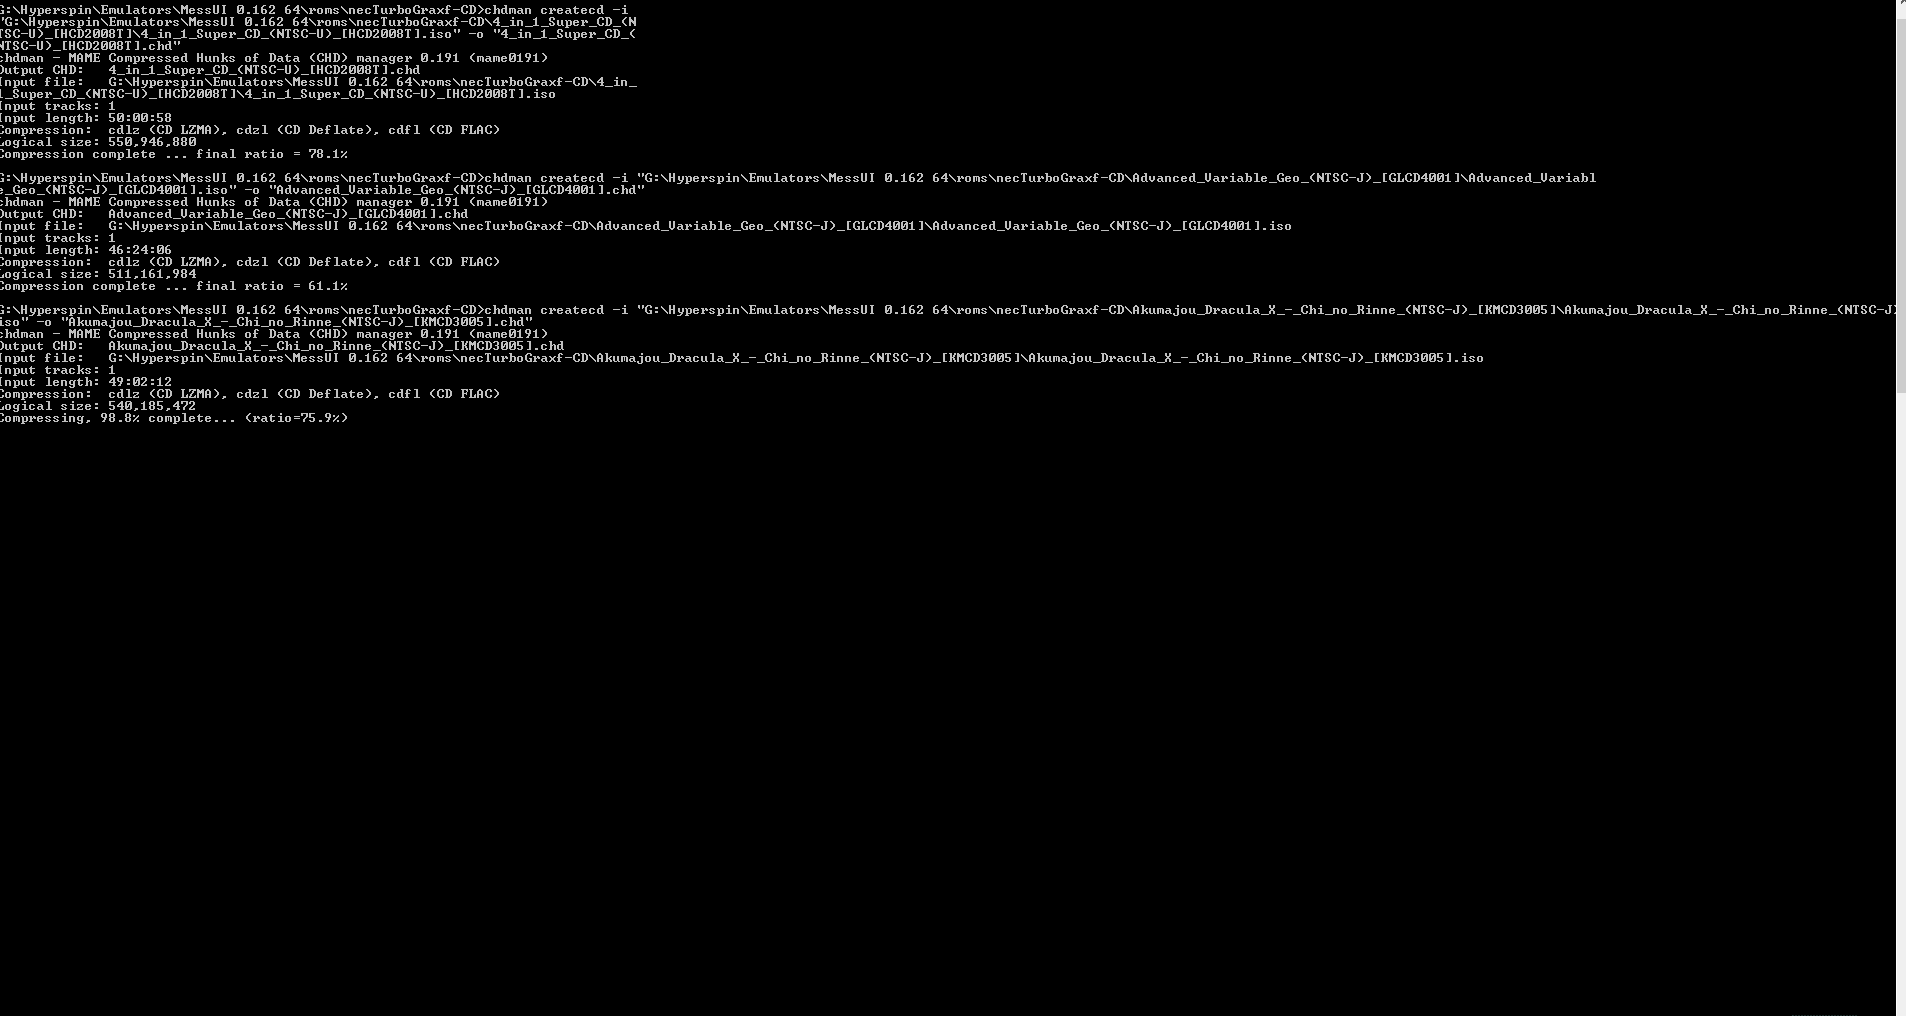 G:\Hyperspin\Emulators\MessUI 0.162 64\roms\necTurboGraxf-CD>chdman createcd -i
"G:\Hyperspin\Emulators\MessUI 0.162 64\roms\necTurboGraxf-CD\4_in_1_Super_CD_(N
TSC-U)_[HCD2008T]\4_in_1_Super_CD_(NTSC-U)_[HCD2008T].iso" -o "4_in_1_Super_CD_(
NTSC-U)_[HCD2008T].chd"
chdman - MAME Compressed Hunks of Data (CHD) manager 0.191 (mame0191)
Output CHD:   4_in_1_Super_CD_(NTSC-U)_[HCD2008T].chd
Input file:   G:\Hyperspin\Emulators\MessUI 0.162 64\roms\necTurboGraxf-CD\4_in_
1_Super_CD_(NTSC-U)_[HCD2008T]\4_in_1_Super_CD_(NTSC-U)_[HCD2008T].iso
Input tracks: 1
Input length: 50:00:58
Compression:  cdlz (CD LZMA), cdzl (CD Deflate), cdfl (CD FLAC)
Logical size: 550,946,880
Compression complete ... final ratio = 78.1%
G:\Hyperspin\Emulators\MessUI 0.162 64\roms\necTurboGraxf-CD>chdman createcd -i "G:\Hyperspin\Emulators\MessUI 0.162 64\roms\necTurboGraxf-CD\Advanced_Variable_Geo_(NTSC-J)_[GLCD4001]\Advanced_Variabl
e_Geo_(NTSC-J)_[GLCD4001].iso" -o "Advanced_Variable_Geo_(NTSC-J)_[GLCD4001].chd"
chdman - MAME Compressed Hunks of Data (CHD) manager 0.191 (mame0191)
Output CHD:   Advanced_Variable_Geo_(NTSC-J)_[GLCD4001].chd
Input file:   G:\Hyperspin\Emulators\MessUI 0.162 64\roms\necTurboGraxf-CD\Advanced_Variable_Geo_(NTSC-J)_[GLCD4001]\Advanced_Variable_Geo_(NTSC-J)_[GLCD4001].iso
Input tracks: 1
Input length: 46:24:06
Compression:  cdlz (CD LZMA), cdzl (CD Deflate), cdfl (CD FLAC)
Logical size: 511,161,984
Compression complete ... final ratio = 61.1%
G:\Hyperspin\Emulators\MessUI 0.162 64\roms\necTurboGraxf-CD>chdman createcd -i "G:\Hyperspin\Emulators\MessUI 0.162 64\roms\necTurboGraxf-CD\Akumajou_Dracula_X_-_Chi_no_Rinne_(NTSC-J)_[KMCD3005]\Akumajou_Dracula_X_-_Chi_no_Rinne_(NTSC-J)
iso" -o "Akumajou_Dracula_X_-_Chi_no_Rinne_(NTSC-J)_[KMCD3005].chd"
chdman - MAME Compressed Hunks of Data (CHD) manager 0.191 (mame0191)
Output CHD:   Akumajou_Dracula_X_-_Chi_no_Rinne_(NTSC-J)_[KMCD3005].chd
Input file:   G:\Hyperspin\Emulators\MessUI 0.162 64\roms\necTurboGraxf-CD\Akumajou_Dracula_X_-_Chi_no_Rinne_(NTSC-J)_[KMCD3005]\Akumajou_Dracula_X_-_Chi_no_Rinne_(NTSC-J)_[KMCD3005].iso
Input tracks: 1
Input length: 49:02:12
Compression:  cdlz (CD LZMA), cdzl (CD Deflate), cdfl (CD FLAC)
Logical size: 540,185,472
Compressing, 98.8% complete... (ratio=75.9%)